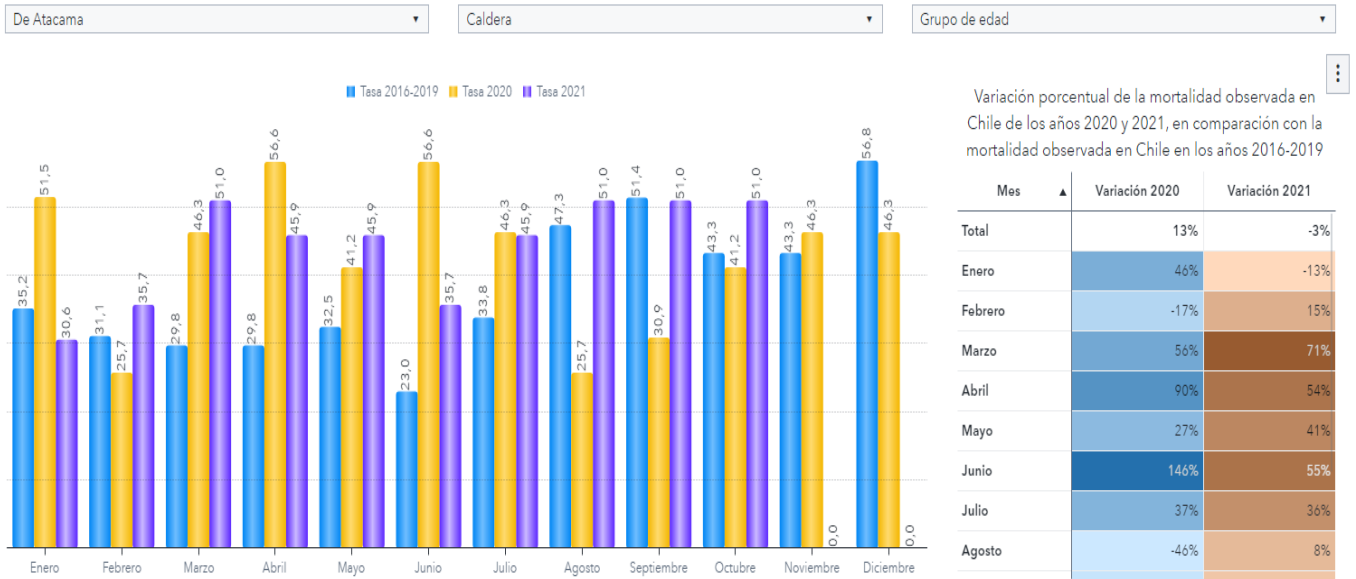 De Atacama
Caldera
Grupo de edad
Tasa 2016-2019 Tasa 2020 Tasa 2021
35,2 51,5 30,6
31,1 25,7 35,7
29,8 46,3 51,0
29,8 56,6 45,9
32,5 41,2 45,9
23,0 56,6 35,7
33,8 46,3 45,9
47,3 25,7 51,0
51,4 30,9 51,0
43,3 41,2 51,0
43,3 46,3 0,0
56,8 46,3 0,0
Enero Febrero Marzo Abril Mayo Junio Julio Agosto Septiembre Octubre Noviembre Diciembre
Variación porcentual de la mortalidad observada en
Chile de los años 2020 y 2021, en comparación con la
mortalidad observada en Chile en los años 2016-2019
Mes Variación 2020 Variación 2021
Total 13% -3%
Enero 46% -13%
Febrero -17% 15%
Marzo 56% 71%
Abril 90% 54%
Mayo 27% 41%
Junio 146% 55%
Julio 37% 36%
Agosto -46% 8%